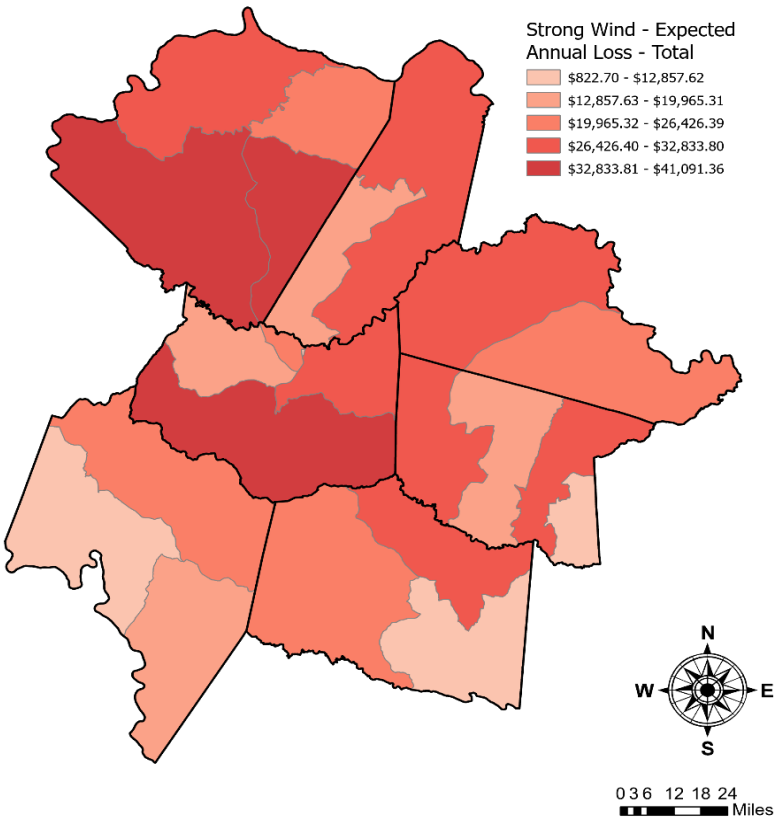 Strong Wind - Expected
Annual Loss - Total
$822.70 - $12,857.62
$12,857.63 - $19,965.31
$19,965.32 - $26,426.39
$26,426.40 - $32,833.80
$32,833.81 - $41,091.36
N
W E
S
0 3 6 12 18 24
Miles